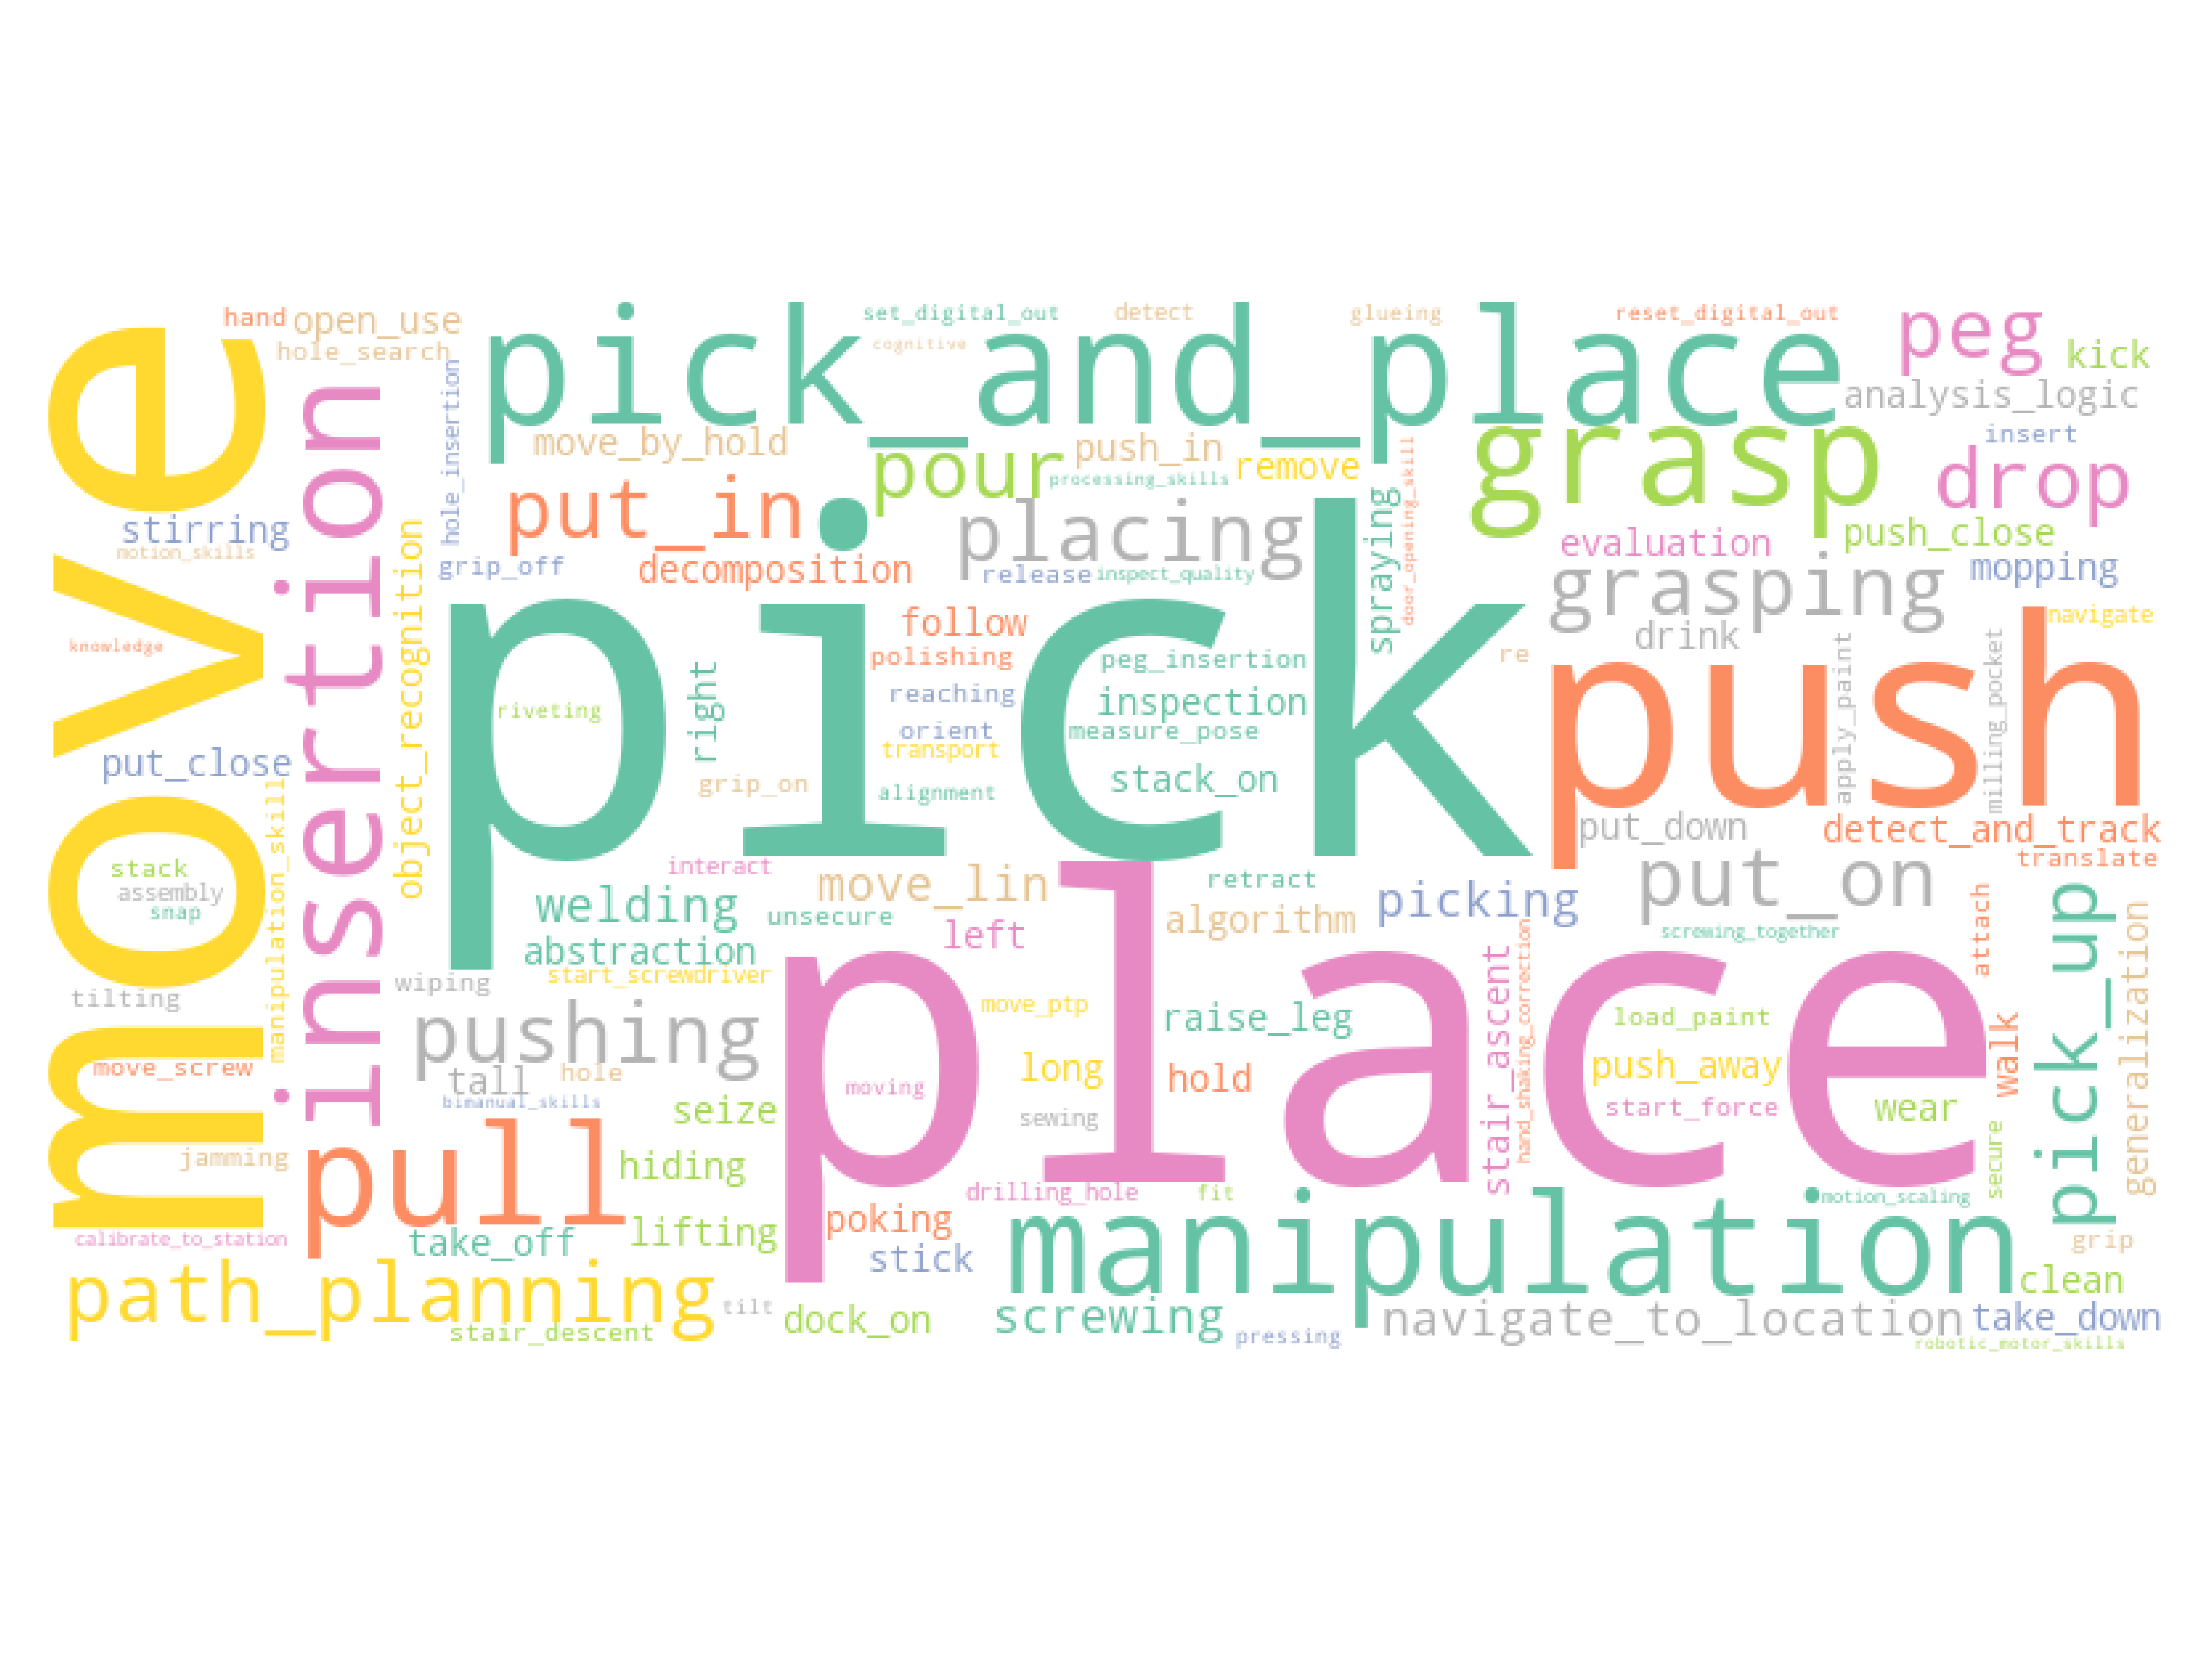 move
insertion
pick_and_place
pick
push
place
hand
open_use
set_digital_out
detect
glueing
reset_digital_out
peg
kick
hole_search
cognitive
analysis_logic
hole_insertion
move_by_hold
pour
push_in
remove
grasp
insert
drop
processing_skills
door_opening_skill
stirring
motion_skills
put_in
placing
spraying
evaluation
push_close
object_recognition
grip_off
decomposition
release
inspect_quality
grasping
mopping
knowledge
follow
drink
navigate
right
polishing
peg_insertion
re
apply_paint
milling_pocket
riveting
reaching
inspection
orient
measure_pose
transport
put_close
grip_on
alignment
stack_on
manipulation_skill
put_down
detect_and_track
stack
interact
retract
translate
assembly
welding
move_lin
picking
put_on
snap
unsecure
left
algorithm
screwing_together
attach
pick_up
generalization
abstraction
wiping
start_screwdriver
stair_ascent
hand_shaking_correction
tilting
pushing
move_ptp
raise_leg
load_paint
walk
move_screw
tall
hole
moving
long
hold
push_away
bimanual_skills
seize
sewing
start_force
wear
secure
jamming
pull
hiding
drilling_hole
fit
motion_scaling
calibrate_to_station
take_off
lifting
poking
manipulation
grip
stick
clean
path_planning
tilt
dock_on
screwing
navigate_to_location
take_down
stair_descent
pressing
robotic_motor_skills